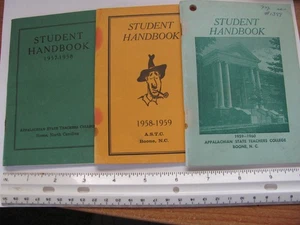 STUDENT
HANDBOOK
1957-1958
APPALACHIAN STATE TEACHERS COLLEGE
Boone, North Carolina
STUDENT
HANDBOOK
1958-1959
A.S.T.C.
Boone, N.C.
STUDENT
HANDBOOK
1959-1960
APPALACHIAN STATE TEACHERS COLLEGE
BOONE, N. C.